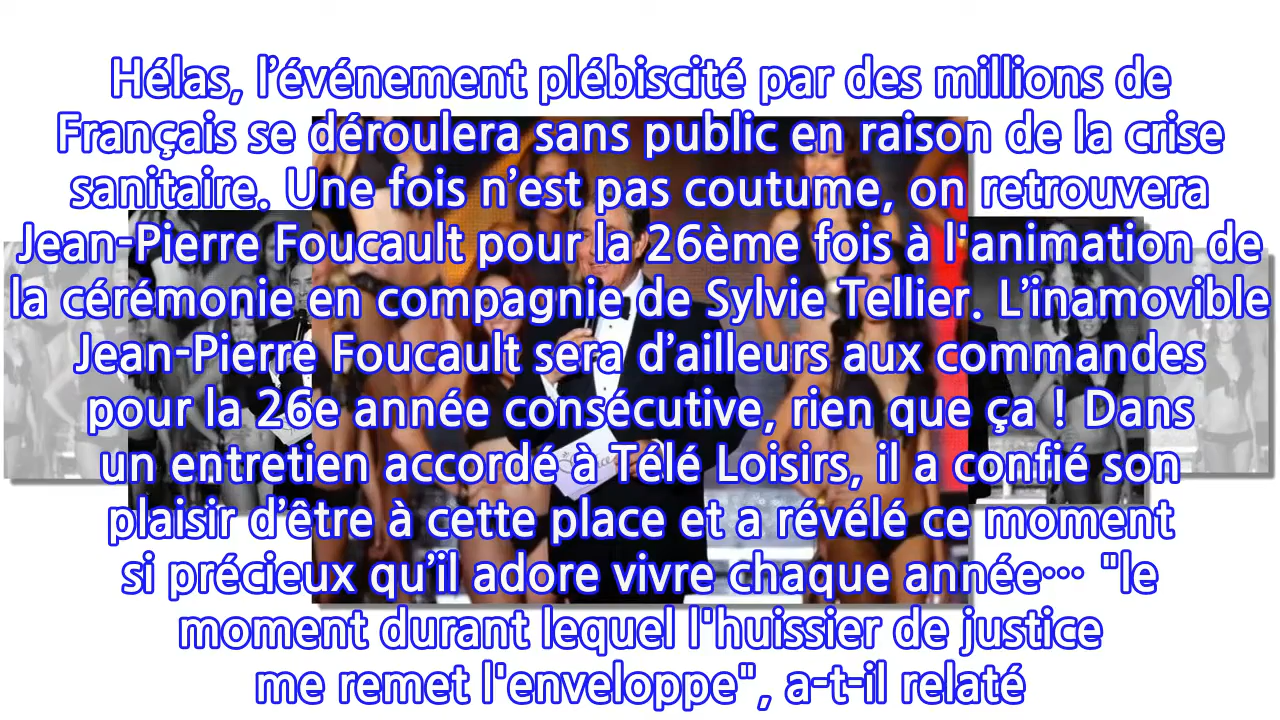 Hélas, l’événement plébiscité par des millions de
Français se déroulera sans public en raison de la crise
sanitaire. Une fois n’est pas coutume, on retrouvera
Jean-Pierre Foucault pour la 26ème fois à l'animation de
la cérémonie en compagnie de Sylvie Tellier. L’inamovible
Jean-Pierre Foucault sera d’ailleurs aux commandes
pour la 26e année consécutive, rien que ça ! Dans
un entretien accordé à Télé Loisirs, il a confié son
plaisir d’être à cette place et a révélé ce moment
si précieux qu’il adore vivre chaque année… "le
moment durant lequel l'huissier de justice
me remet l'enveloppe", a-t-il relaté